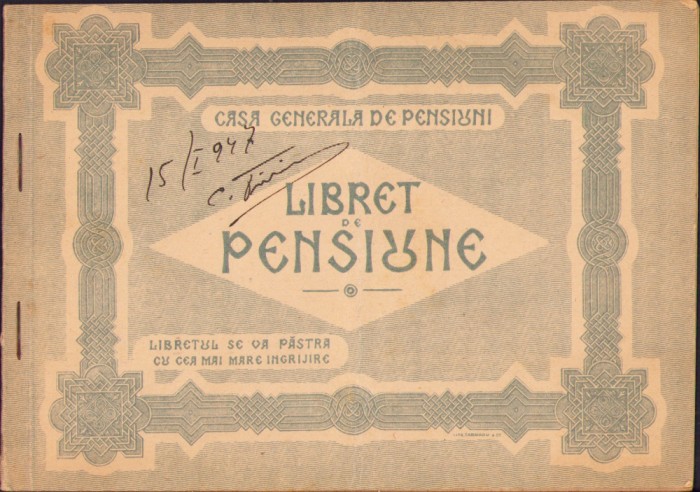 CASA GENERALA DE PENSIUNI
15/I 947
C.
LIBRET
DE
PENSIUNE
LIBRETUL SE VA PĂSTRA
CU CEA MAI MARE INGRIJIRE